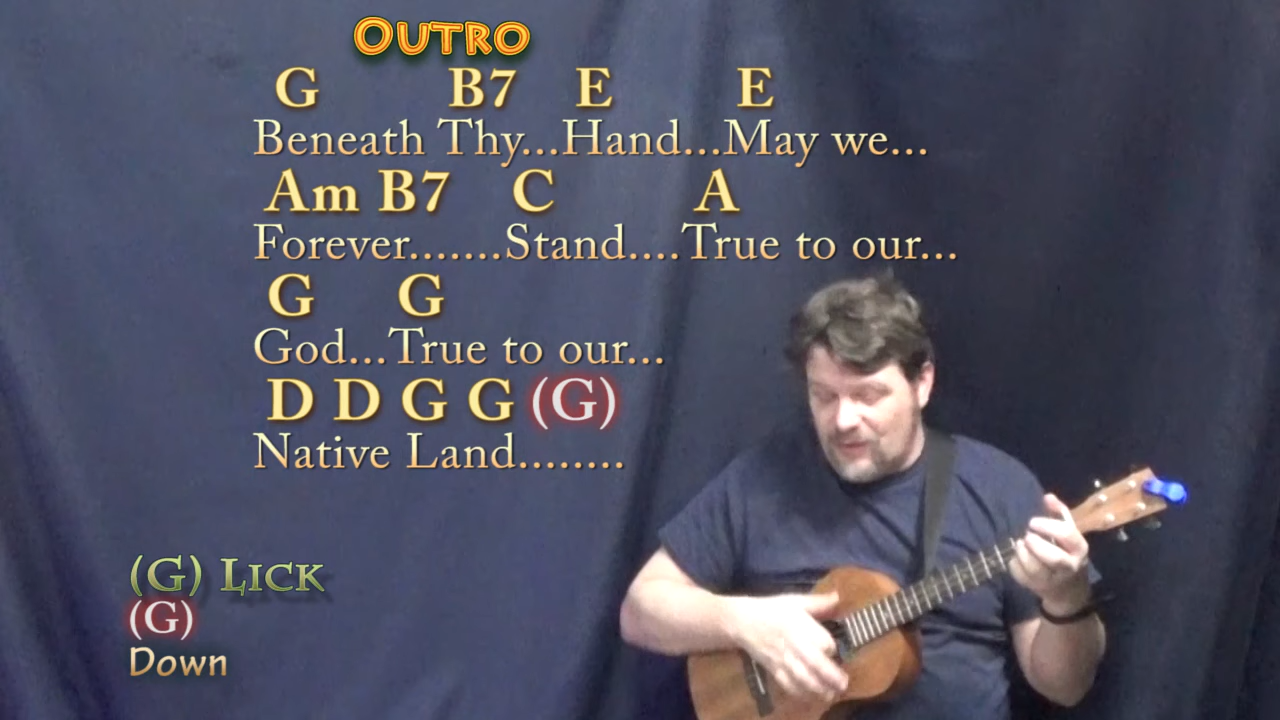 Outro
G B7 E E
Beneath Thy...Hand...May we...
Am B7 C A
Forever.......Stand....True to our...
G G
God...True to our...
D D G G (G)
Native Land........
(G) Lick
(G)
Down